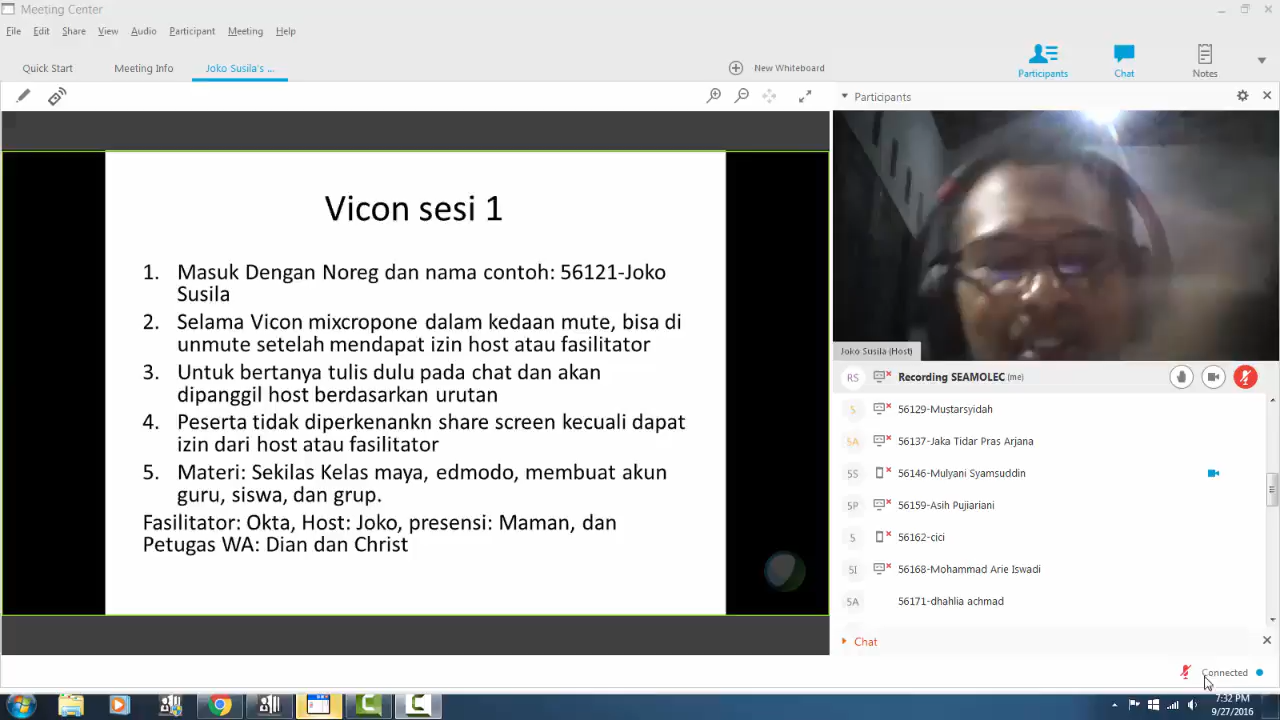 Meeting Center
File Edit Share View Audio Participant Meeting Help
Quick Start Meeting Info Joko Susila's ... New Whiteboard
Participants Chat Notes
Participants
Vicon sesi 1
1. Masuk Dengan Noreg dan nama contoh: 56121-Joko
Susila
2. Selama Vicon mixcropone dalam kedaan mute, bisa di
unmute setelah mendapat izin host atau fasilitator
3. Untuk bertanya tulis dulu pada chat dan akan
dipanggil host berdasarkan urutan
4. Peserta tidak diperkenankn share screen kecuali dapat
izin dari host atau fasilitator
5. Materi: Sekilas Kelas maya, edmodo, membuat akun
guru, siswa, dan grup.
Fasilitator: Okta, Host: Joko, presensi: Maman, dan
Petugas WA: Dian dan Christ
Joko Susila (Host)
RS Recording SEAMOLEC (me)
5 56129-Mustarsyidah
5A 56137-Jaka Tidar Pras Arjana
5S 56146-Mulyani Syamsuddin
5P 56159-Asih Pujiariani
5 56162-cici
5I 56168-Mohammad Arie Iswadi
5A 56171-dhahlia achmad
Chat
Connected
7:32 PM
9/27/2016